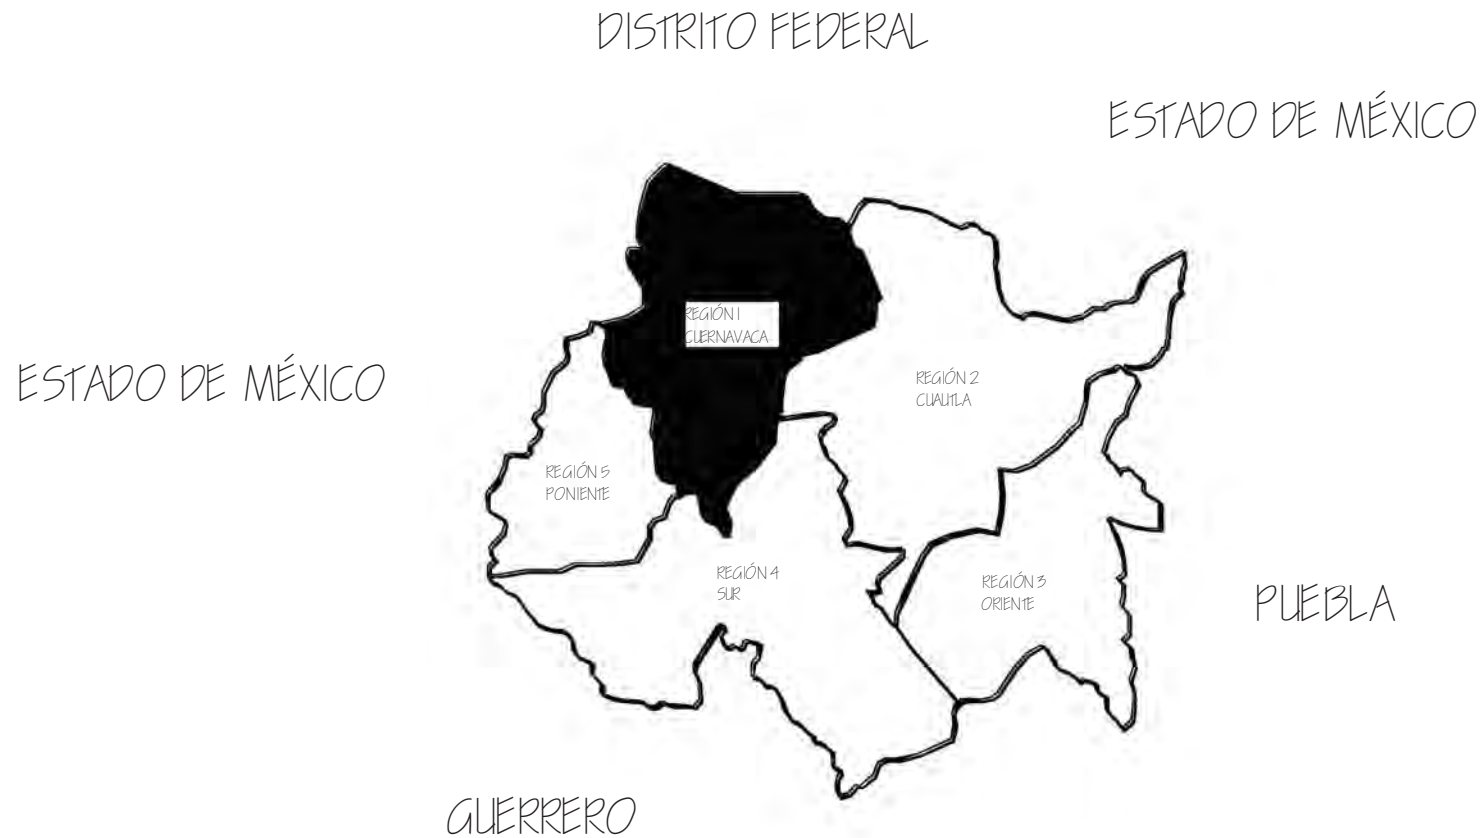 DISTRITO FEDERAL
ESTADO DE MÉXICO
REGIÓN 1
CUERNAVACA
ESTADO DE MÉXICO
REGIÓN 2
CUAUTLA
REGIÓN 5
PONIENTE
REGIÓN 4
SUR
REGIÓN 3
ORIENTE
PUEBLA
GUERRERO